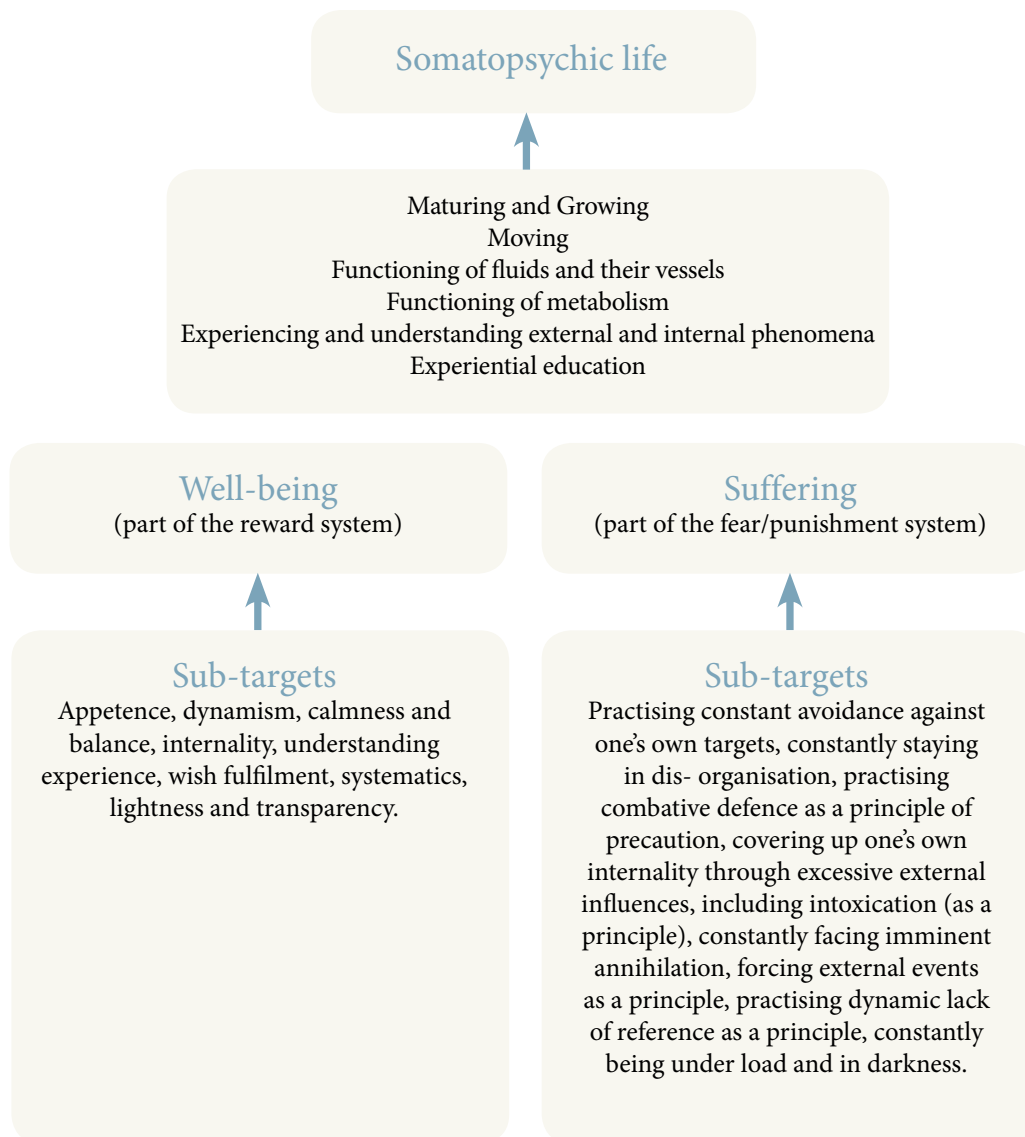 Somatopsychic life
Maturing and Growing
Moving
Functioning of fluids and their vessels
Functioning of metabolism
Experiencing and understanding external and internal phenomena
Experiential education
Well-being
(part of the reward system)
Suffering
(part of the fear/punishment system)
Sub-targets
Appetence, dynamism, calmness and
balance, internality, understanding
experience, wish fulfilment, systematics,
lightness and transparency.
Sub-targets
Practising constant avoidance against
one’s own targets, constantly staying
in dis- organisation, practising
combative defence as a principle of
precaution, covering up one’s own
internality through excessive external
influences, including intoxication (as a
principle), constantly facing imminent
annihilation, forcing external events
as a principle, practising dynamic lack
of reference as a principle, constantly
being under load and in darkness.